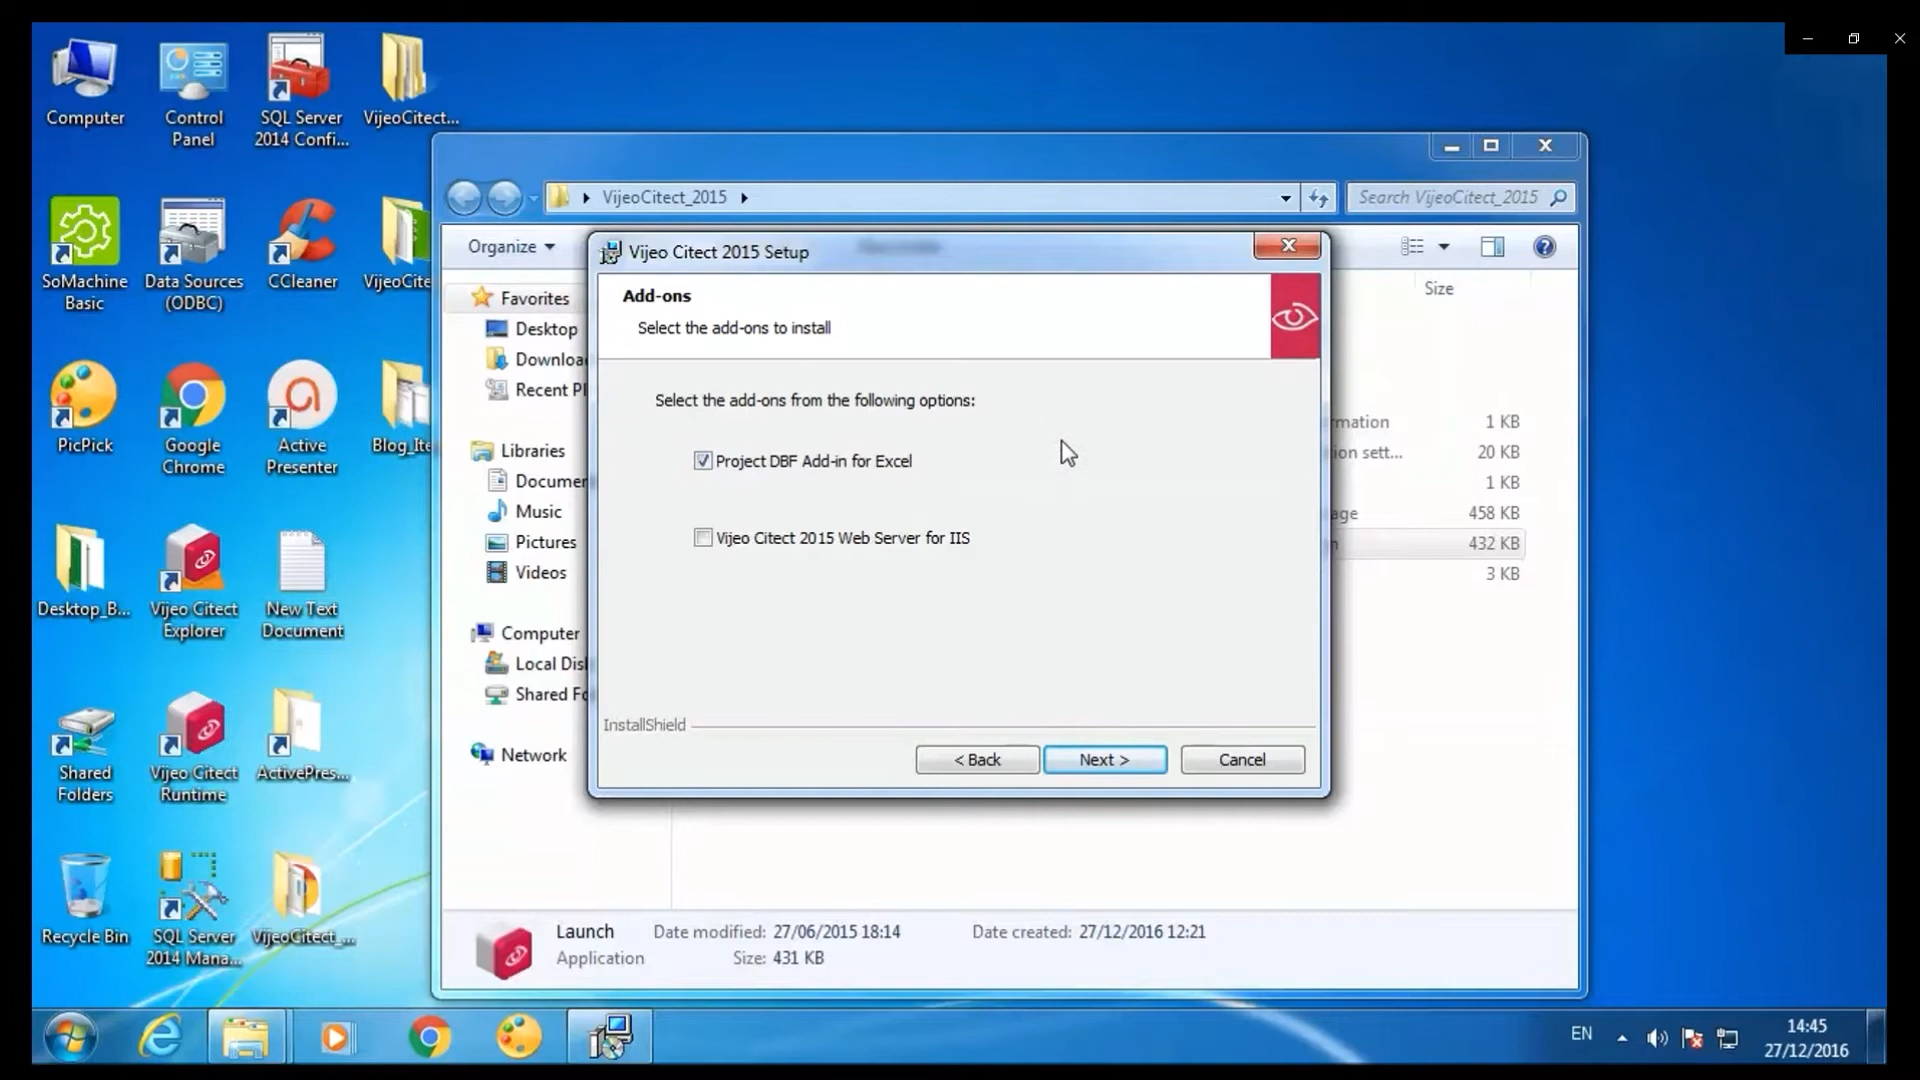 Computer
Control
Panel
SQL Server
2014 Confi...
VijeoCitect...
SoMachine
Basic
Data Sources
(ODBC)
CCleaner
VijeoCite
PicPick
Google
Chrome
Active
Presenter
Blog_Ite
Desktop_B...
Vijeo Citect
Explorer
New Text
Document
Shared
Folders
Vijeo Citect
Runtime
ActivePres...
Recycle Bin
SQL Server
2014 Mana...
VijeoCitect_...
VijeoCitect_2015
Search VijeoCitect_2015
Organize
Size
Favorites
Desktop
Downloa
Recent Pl
Libraries
Documen
Music
Pictures
Videos
Computer
Local Disk
Shared Fo
Network
Vijeo Citect 2015 Setup
Add-ons
Select the add-ons to install
Select the add-ons from the following options:
Project DBF Add-in for Excel
Vijeo Citect 2015 Web Server for IIS
InstallShield
< Back
Next >
Cancel
rmation 1 KB
ion sett... 20 KB
1 KB
age 458 KB
n 432 KB
3 KB
Launch Date modified: 27/06/2015 18:14 Date created: 27/12/2016 12:21
Application Size: 431 KB
EN
14:45
27/12/2016